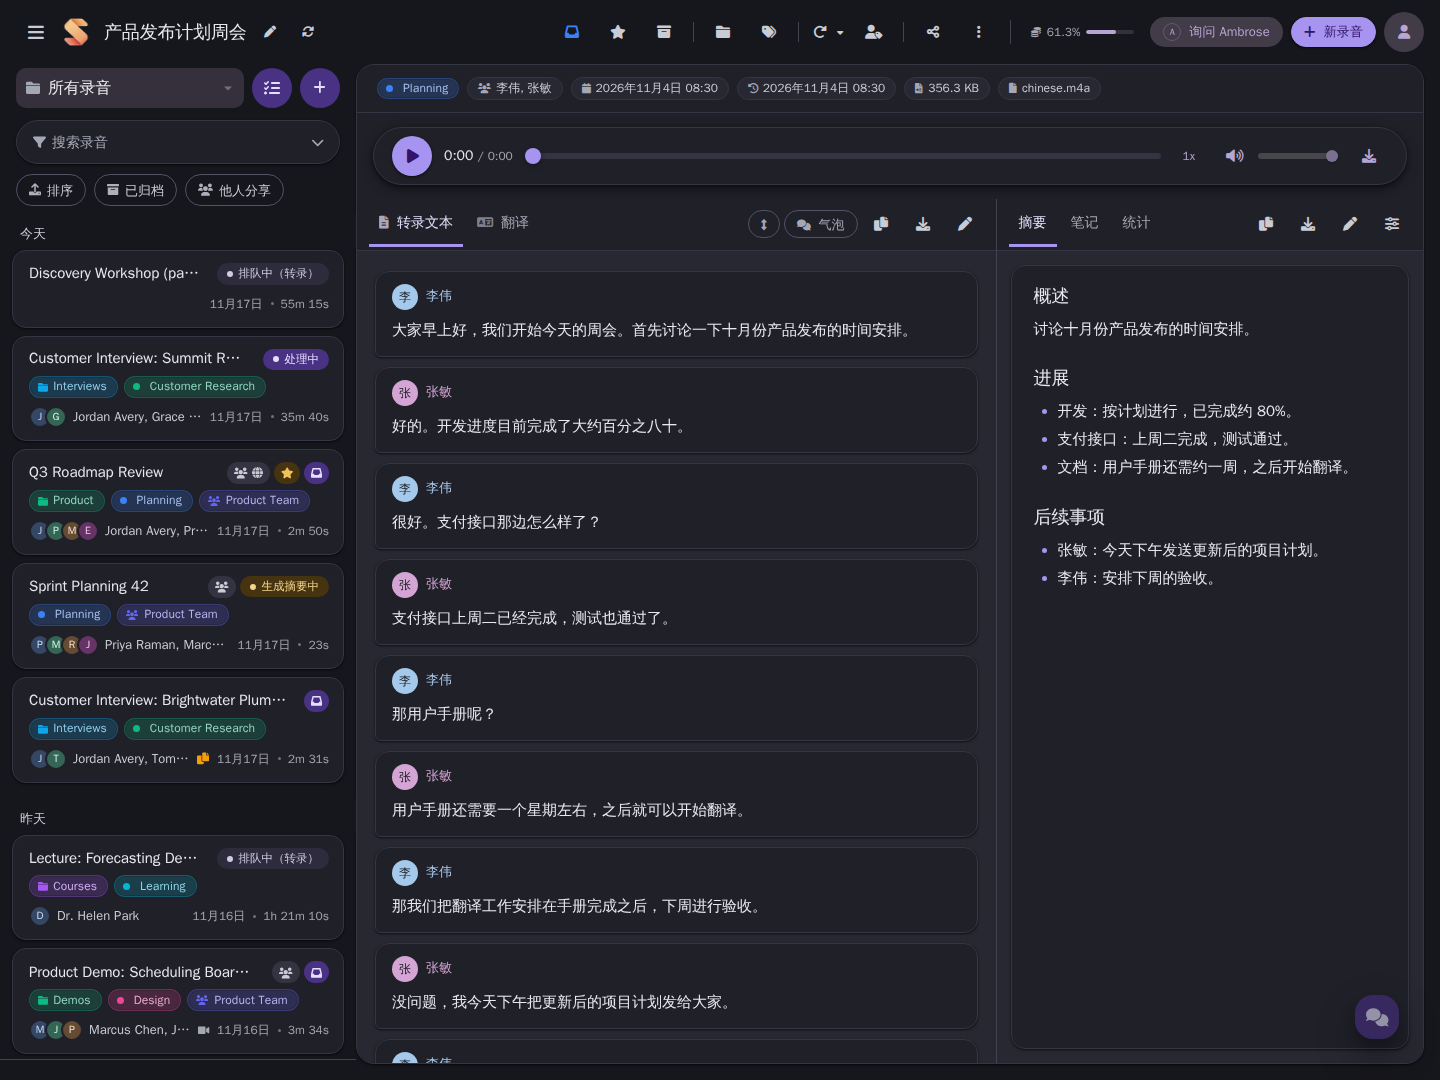 产品发布计划周会
61.3%
A 询问 Ambrose
新录音
所有录音
搜索录音
排序
已归档
他人分享
今天
Discovery Workshop (pa···
排队中（转录）
11月17日 • 55m 15s
Customer Interview: Summit R···
处理中
Interviews
Customer Research
J G Jordan Avery, Grace ···
11月17日 • 35m 40s
Q3 Roadmap Review
Product
Planning
Product Team
J P M E Jordan Avery, Pr···
11月17日 • 2m 50s
Sprint Planning 42
生成摘要中
Planning
Product Team
P M R J Priya Raman, Marc···
11月17日 • 23s
Customer Interview: Brightwater Plum···
Interviews
Customer Research
J T Jordan Avery, Tom···
11月17日 • 2m 31s
昨天
Lecture: Forecasting De···
排队中（转录）
Courses
Learning
D Dr. Helen Park
11月16日 • 1h 21m 10s
Product Demo: Scheduling Boar···
Demos
Design
Product Team
M J P Marcus Chen, J···
11月16日 • 3m 34s
Planning
李伟, 张敏
2026年11月4日 08:30
2026年11月4日 08:30
356.3 KB
chinese.m4a
0:00 / 0:00
1x
转录文本
翻译
气泡
李 李伟
大家早上好，我们开始今天的周会。首先讨论一下十月份产品发布的时间安排。
张 张敏
好的。开发进度目前完成了大约百分之八十。
李 李伟
很好。支付接口那边怎么样了？
张 张敏
支付接口上周二已经完成，测试也通过了。
李 李伟
那用户手册呢？
张 张敏
用户手册还需要一个星期左右，之后就可以开始翻译。
李 李伟
那我们把翻译工作安排在手册完成之后，下周进行验收。
张 张敏
没问题，我今天下午把更新后的项目计划发给大家。
李 李伟
摘要
笔记
统计
概述
讨论十月份产品发布的时间安排。
进展
• 开发：按计划进行，已完成约 80%。
• 支付接口：上周二完成，测试通过。
• 文档：用户手册还需约一周，之后开始翻译。
后续事项
• 张敏：今天下午发送更新后的项目计划。
• 李伟：安排下周的验收。